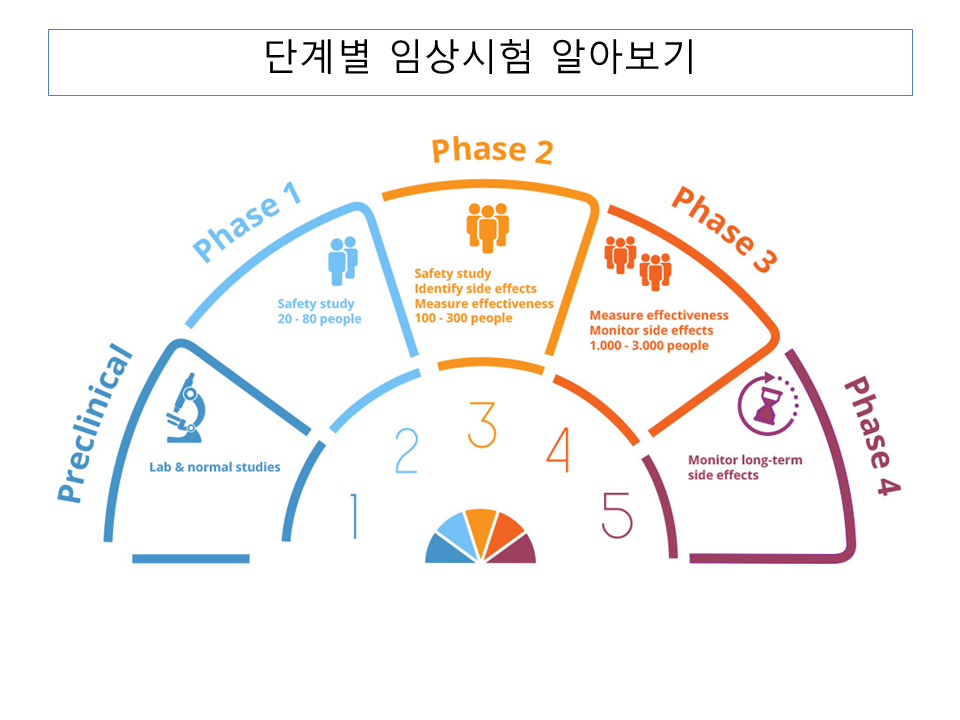 단계별 임상시험 알아보기
Preclinical
Lab & normal studies
1
Phase 1
Safety study
20 - 80 people
2
Phase 2
Safety study
Identify side effects
Measure effectiveness
100 - 300 people
3
Phase 3
Measure effectiveness
Monitor side effects
1.000 - 3.000 people
4
Phase 4
Monitor long-term
side effects
5